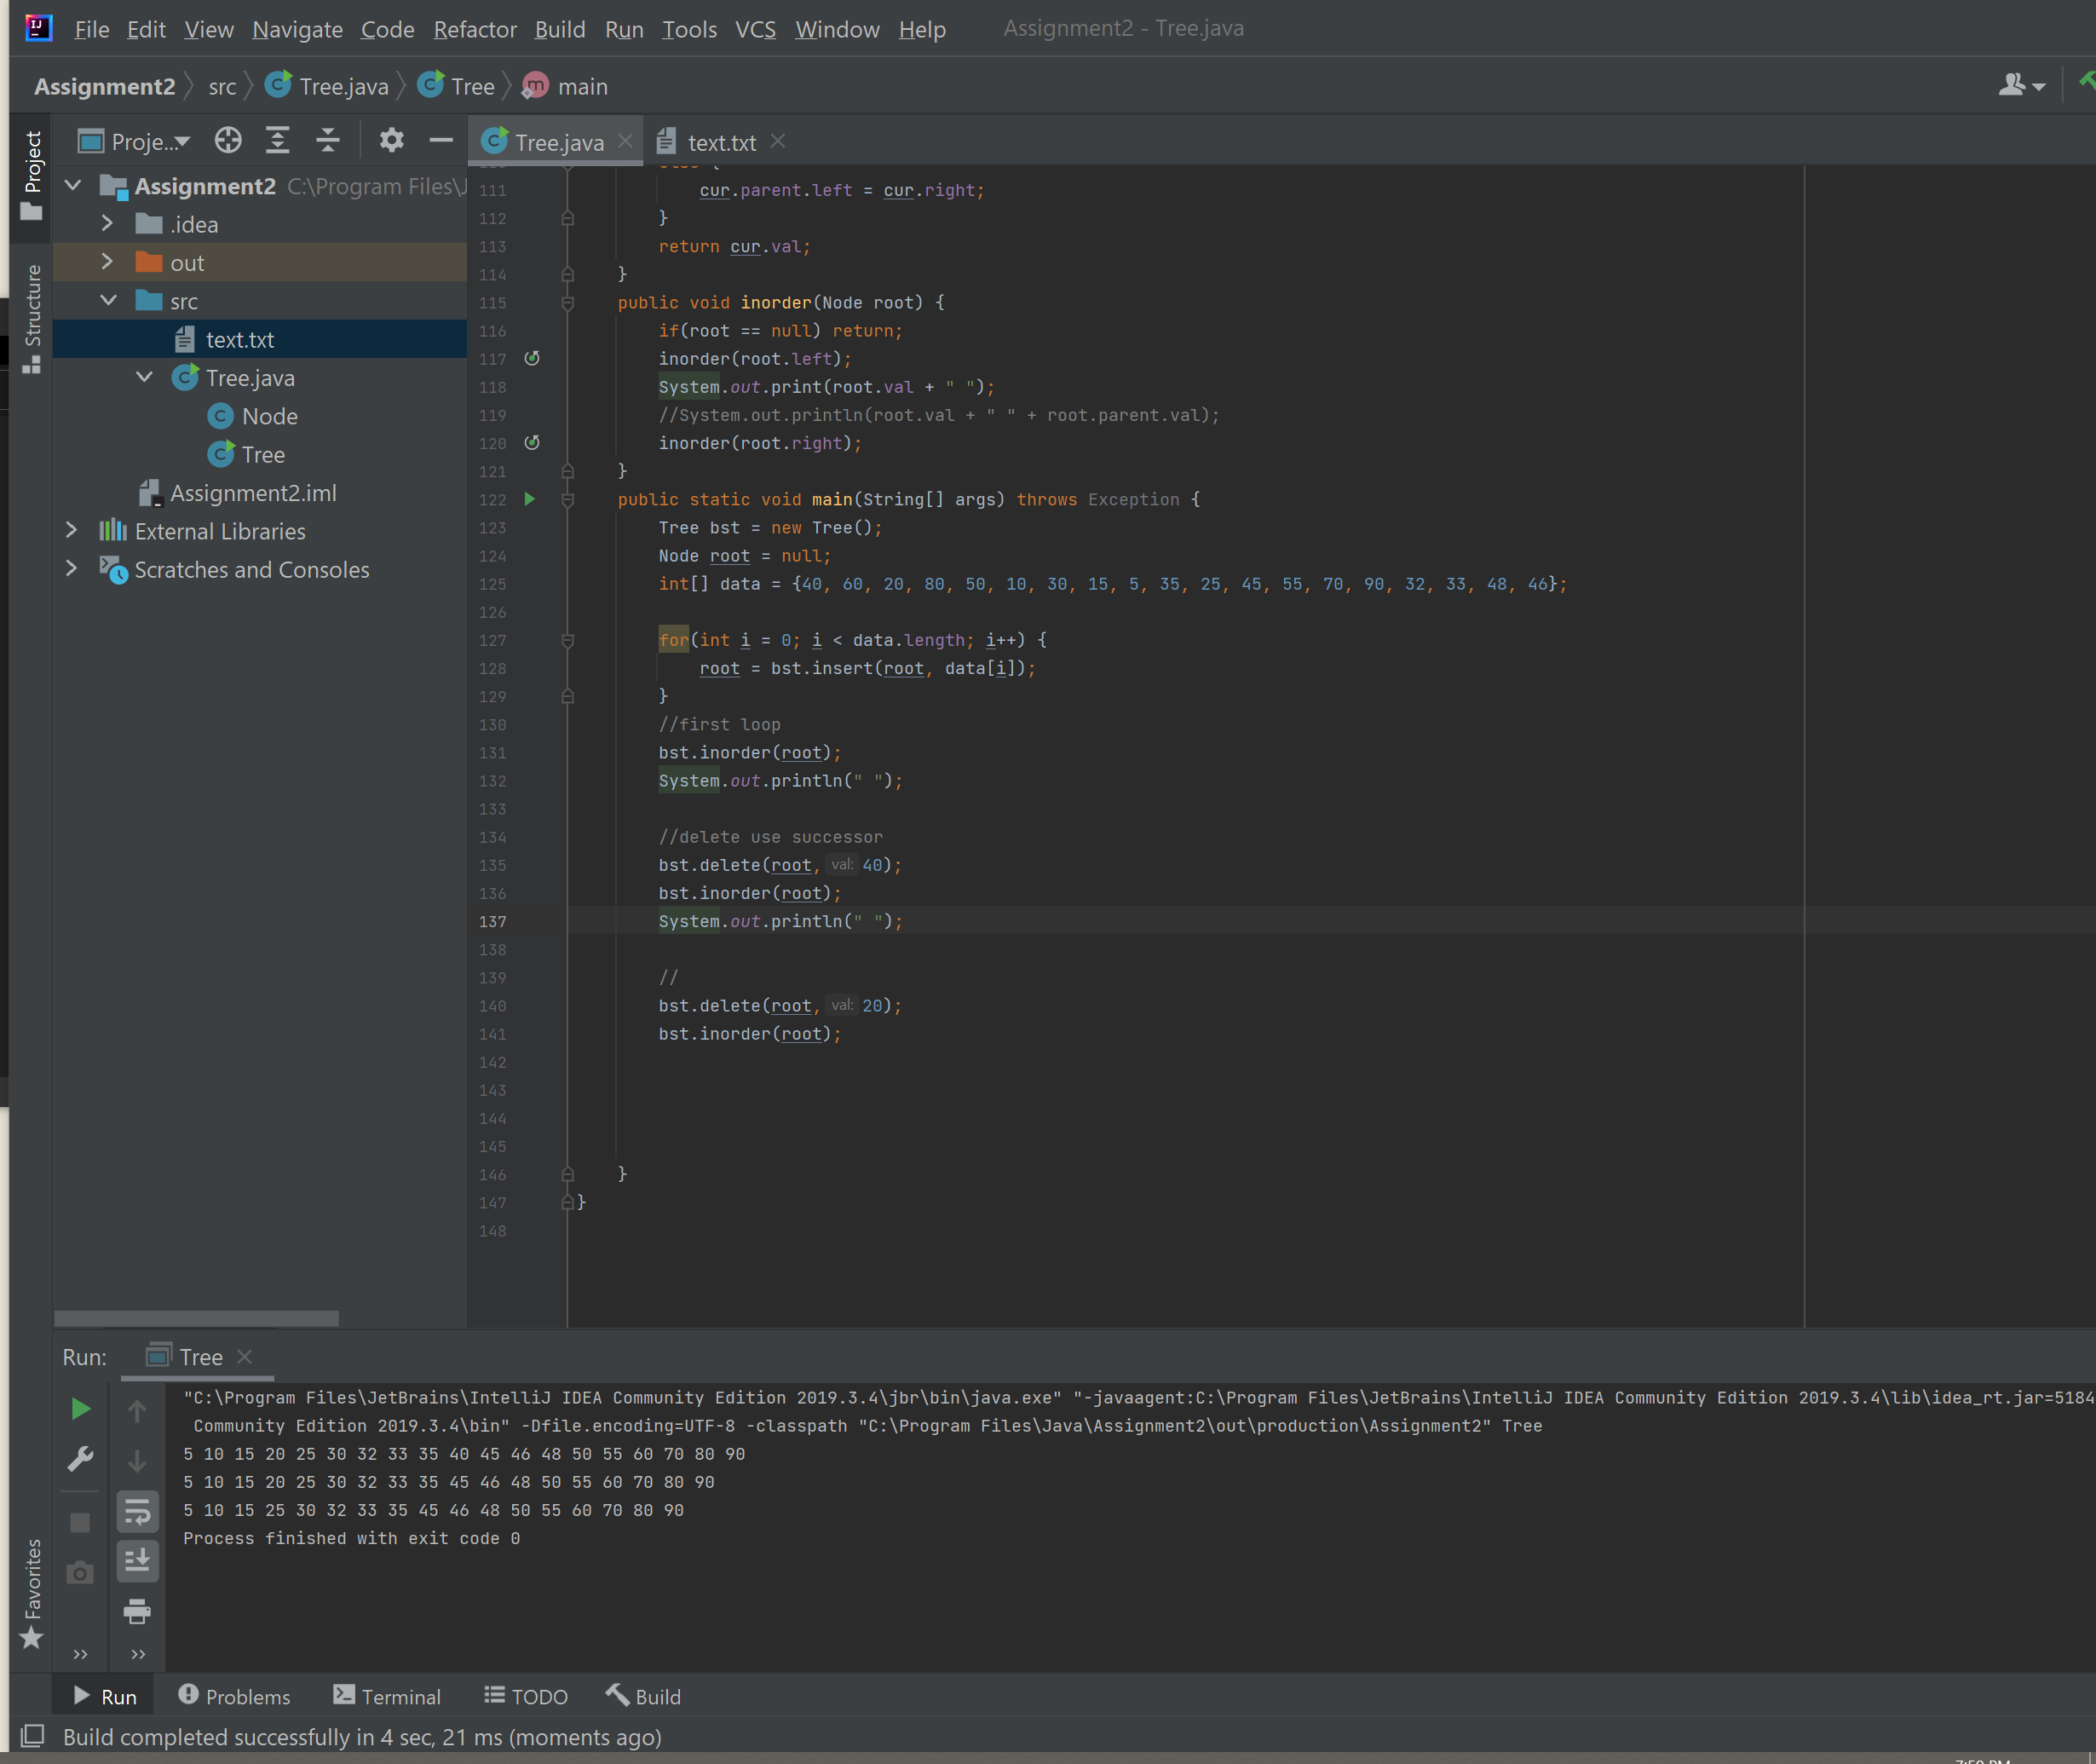 File Edit View Navigate Code Refactor Build Run Tools VCS Window Help Assignment2 - Tree.java
Assignment2 src Tree.java Tree main
Project
Proje...
Tree.java
text.txt
Assignment2 C:\Program Files\J
.idea
out
src
text.txt
Tree.java
Node
Tree
Assignment2.iml
External Libraries
Scratches and Consoles
Structure
Favorites
111 cur.parent.left = cur.right;
112 }
113 return cur.val;
114 }
115 public void inorder(Node root) {
116 if(root == null) return;
117 inorder(root.left);
118 System.out.print(root.val + " ");
119 //System.out.println(root.val + " " + root.parent.val);
120 inorder(root.right);
121 }
122 public static void main(String[] args) throws Exception {
123 Tree bst = new Tree();
124 Node root = null;
125 int[] data = {40, 60, 20, 80, 50, 10, 30, 15, 5, 35, 25, 45, 55, 70, 90, 32, 33, 48, 46};
126
127 for(int i = 0; i < data.length; i++) {
128 root = bst.insert(root, data[i]);
129 }
130 //first loop
131 bst.inorder(root);
132 System.out.println(" ");
133
134 //delete use successor
135 bst.delete(root, val: 40);
136 bst.inorder(root);
137 System.out.println(" ");
138
139 //
140 bst.delete(root, val: 20);
141 bst.inorder(root);
142
143
144
145
146 }
147 }
148
Run: Tree
"C:\Program Files\JetBrains\IntelliJ IDEA Community Edition 2019.3.4\jbr\bin\java.exe" "-javaagent:C:\Program Files\JetBrains\IntelliJ IDEA Community Edition 2019.3.4\lib\idea_rt.jar=5184
Community Edition 2019.3.4\bin" -Dfile.encoding=UTF-8 -classpath "C:\Program Files\Java\Assignment2\out\production\Assignment2" Tree
5 10 15 20 25 30 32 33 35 40 45 46 48 50 55 60 70 80 90
5 10 15 20 25 30 32 33 35 45 46 48 50 55 60 70 80 90
5 10 15 25 30 32 33 35 45 46 48 50 55 60 70 80 90
Process finished with exit code 0
Run Problems Terminal TODO Build
Build completed successfully in 4 sec, 21 ms (moments ago)